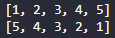 [1, 2, 3, 4, 5]
[5, 4, 3, 2, 1]